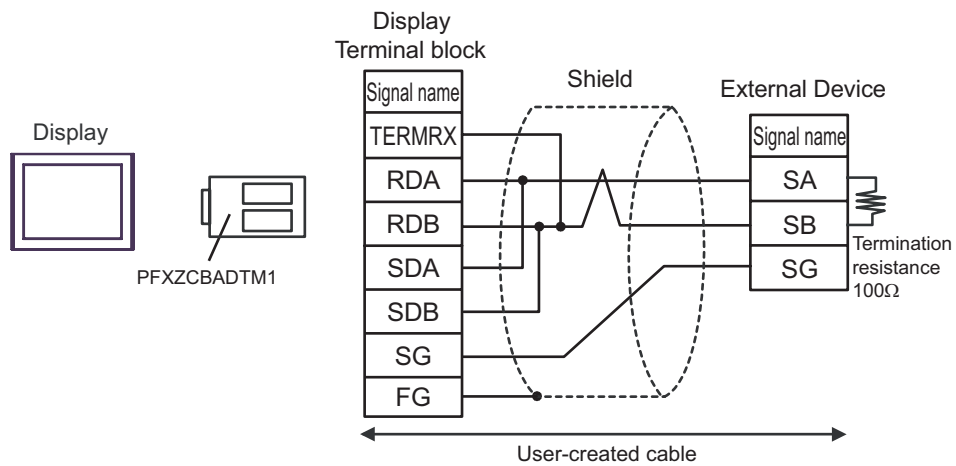 Display
PFXZCBADTM1
Display
Terminal block
Signal name
TERMRX
RDA
RDB
SDA
SDB
SG
FG
Shield
External Device
Signal name
SA
SB
SG
Termination
resistance
100Ω
User-created cable